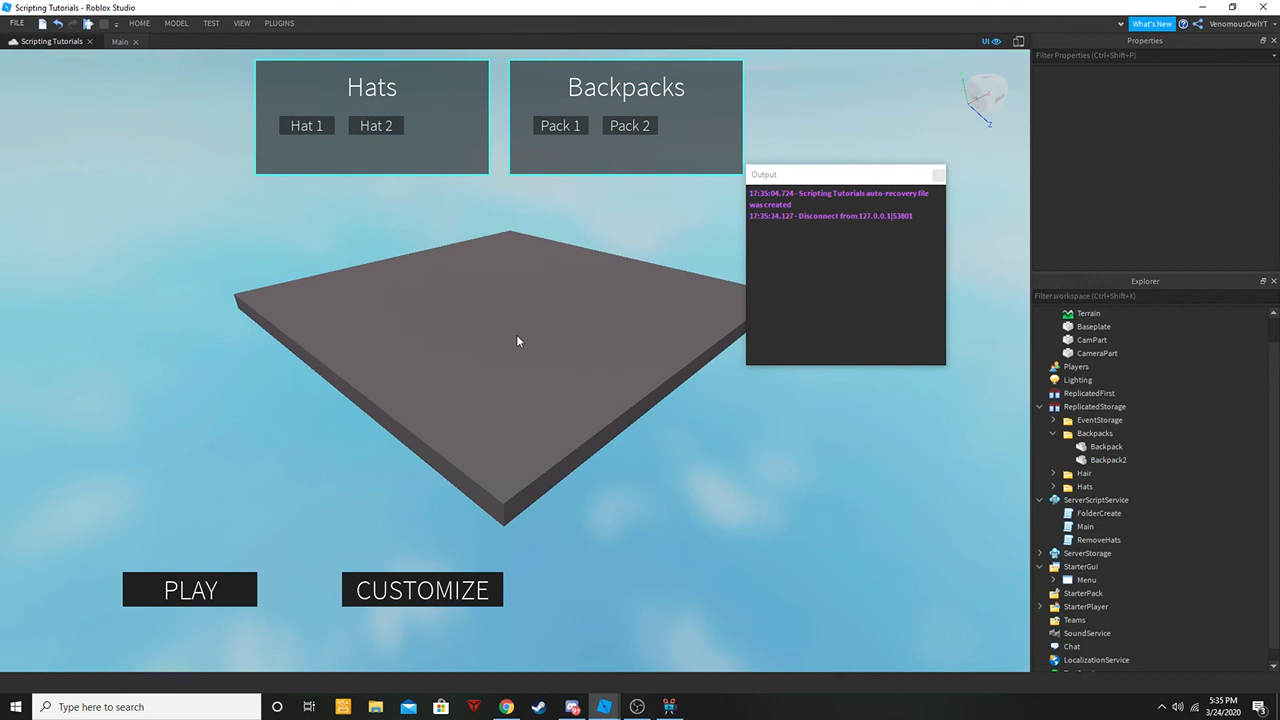 Scripting Tutorials - Roblox Studio
FILE HOME MODEL TEST VIEW PLUGINS What's New VenomousOwlYT
Scripting Tutorials Main UI
Hats
Hat 1 Hat 2
Backpacks
Pack 1 Pack 2
Z
Output
17:35:04.724 - Scripting Tutorials auto-recovery file
was created
17:35:34.127 - Disconnect from 127.0.0.1|53801
PLAY CUSTOMIZE
Properties
Filter Properties (Ctrl+Shift+P)
Explorer
Filter workspace (Ctrl+Shift+X)
Terrain
Baseplate
CamPart
CameraPart
Players
Lighting
ReplicatedFirst
ReplicatedStorage
EventStorage
Backpacks
Backpack
Backpack2
Hair
Hats
ServerScriptService
FolderCreate
Main
RemoveHats
ServerStorage
StarterGui
Menu
StarterPack
StarterPlayer
Teams
SoundService
Chat
LocalizationService
Type here to search
5:35 PM
3/24/2020